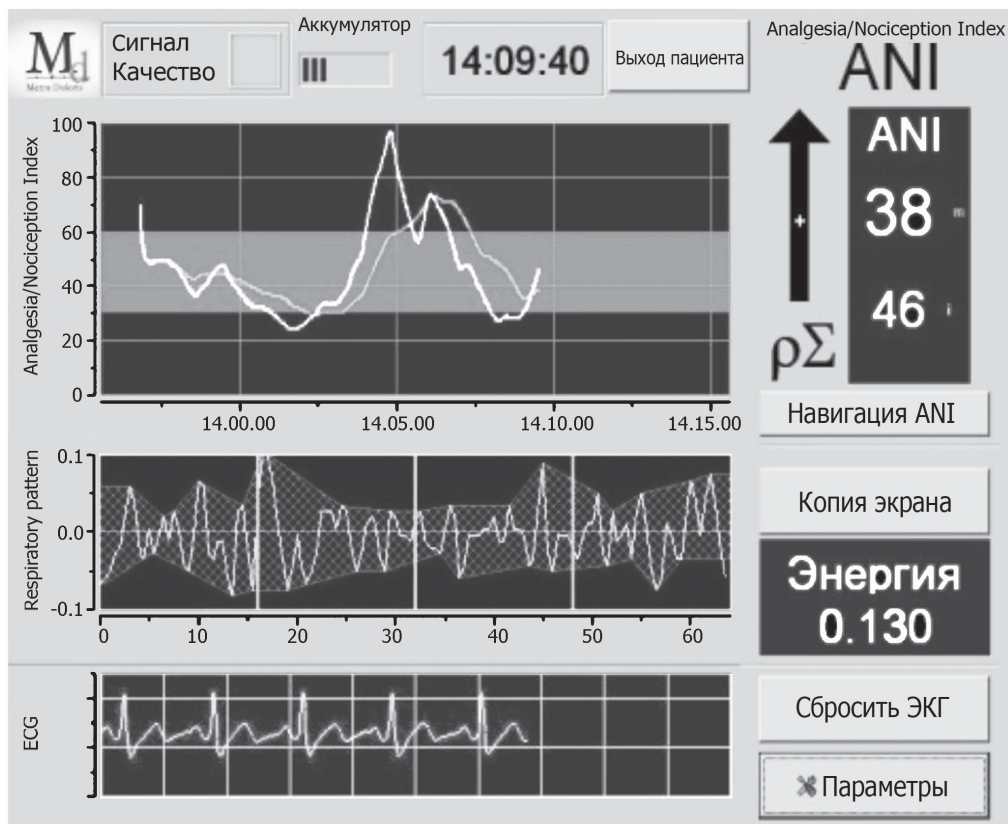 Md
Metro Doloris
Сигнал
Качество
Аккумулятор
14:09:40
Выход пациента
Analgesia/Nociception Index
ANI
Analgesia/Nociception Index
100
80
60
40
20
0
14.00.00
14.05.00
14.10.00
14.15.00
ρΣ
ANI
38 m
46 i
Навигация ANI
Respiratory pattern
0.1
0.0
-0.1
0
10
20
30
40
50
60
Копия экрана
Энергия
0.130
ECG
Сбросить ЭКГ
Параметры